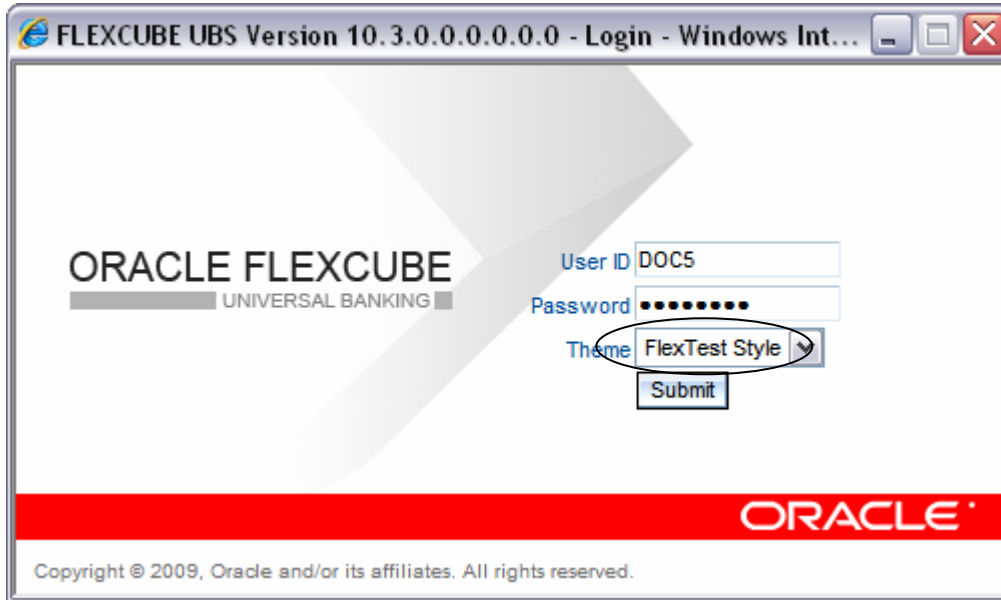 FLEXCUBE UBS Version 10.3.0.0.0.0.0.0 - Login - Windows Int...
ORACLE FLEXCUBE
UNIVERSAL BANKING
User ID DOC5
Password ●●●●●●●●
Theme FlexTest Style
Submit
ORACLE
Copyright © 2009, Oracle and/or its affiliates. All rights reserved.